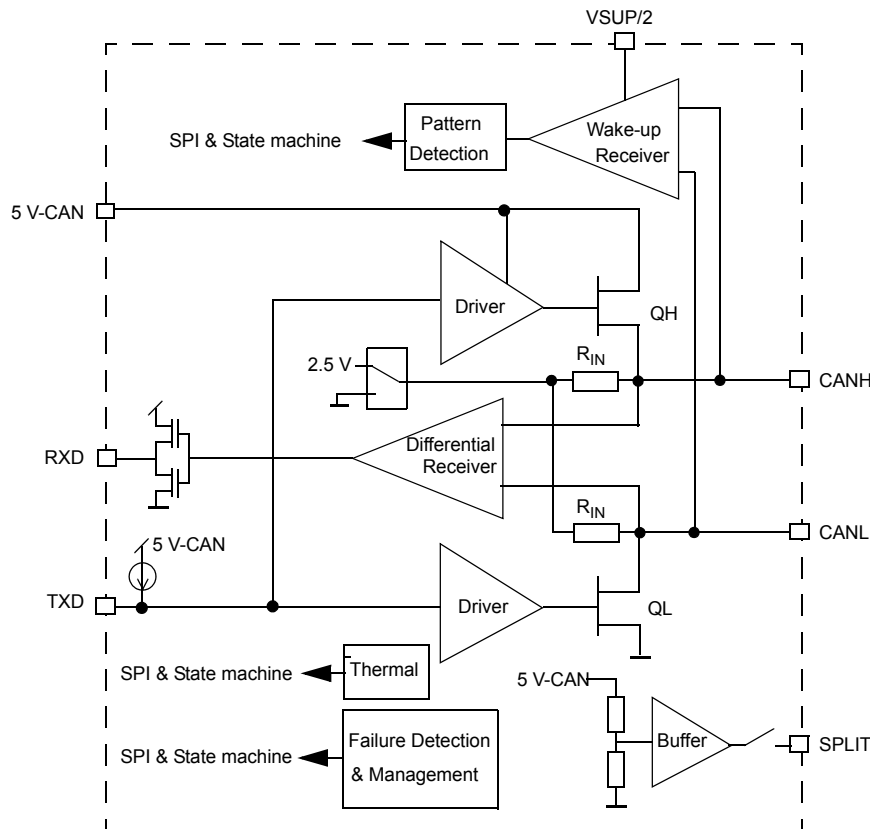 VSUP/2
SPI & State machine
Pattern
Detection
Wake-up
Receiver
5 V-CAN
Driver
QH
2.5 V
RIN
CANH
RXD
Differential
Receiver
RIN
CANL
5 V-CAN
TXD
Driver
QL
SPI & State machine
Thermal
5 V-CAN
SPI & State machine
Failure Detection
& Management
Buffer
SPLIT